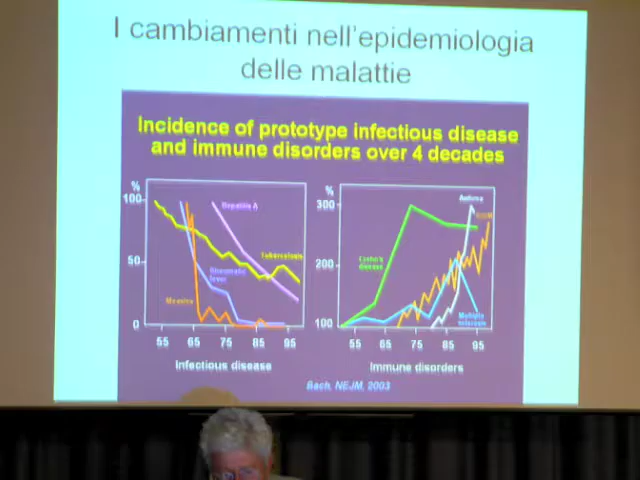 I cambiamenti nell'epidemiologia
delle malattie
Incidence of prototype infectious disease
and immune disorders over 4 decades
%
100
50
0
Hepatitis A
Tuberculosis
Rheumatic
fever
Measles
55 65 75 85 95
Infectious disease
%
300
200
100
Asthma
Crohn's
disease
Multiple
sclerosis
55 65 75 85 95
Immune disorders
Bach, NEJM, 2003